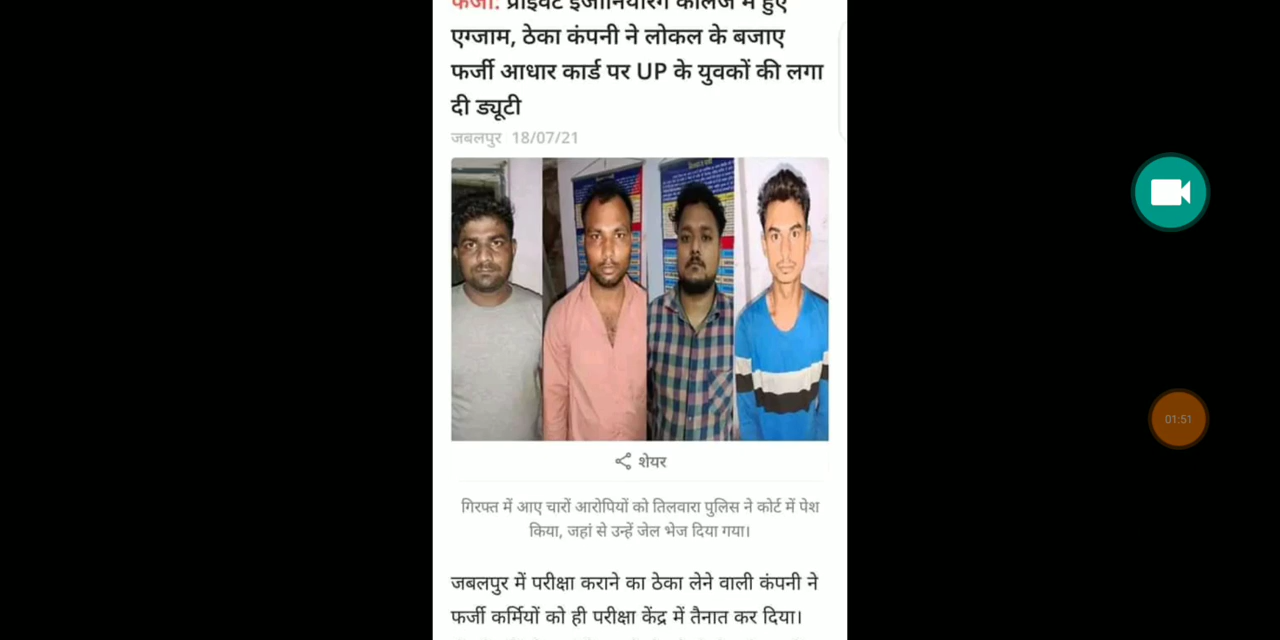 फर्जी: प्राइवेट इंजीनियरिंग कॉलेज में हुए
एग्जाम, ठेका कंपनी ने लोकल के बजाए
फर्जी आधार कार्ड पर UP के युवकों की लगा
दी ड्यूटी
जबलपुर 18/07/21
शेयर
गिरफ्त में आए चारों आरोपियों को तिलवारा पुलिस ने कोर्ट में पेश
किया, जहां से उन्हें जेल भेज दिया गया।
जबलपुर में परीक्षा कराने का ठेका लेने वाली कंपनी ने
फर्जी कर्मियों को ही परीक्षा केंद्र में तैनात कर दिया।
01:51